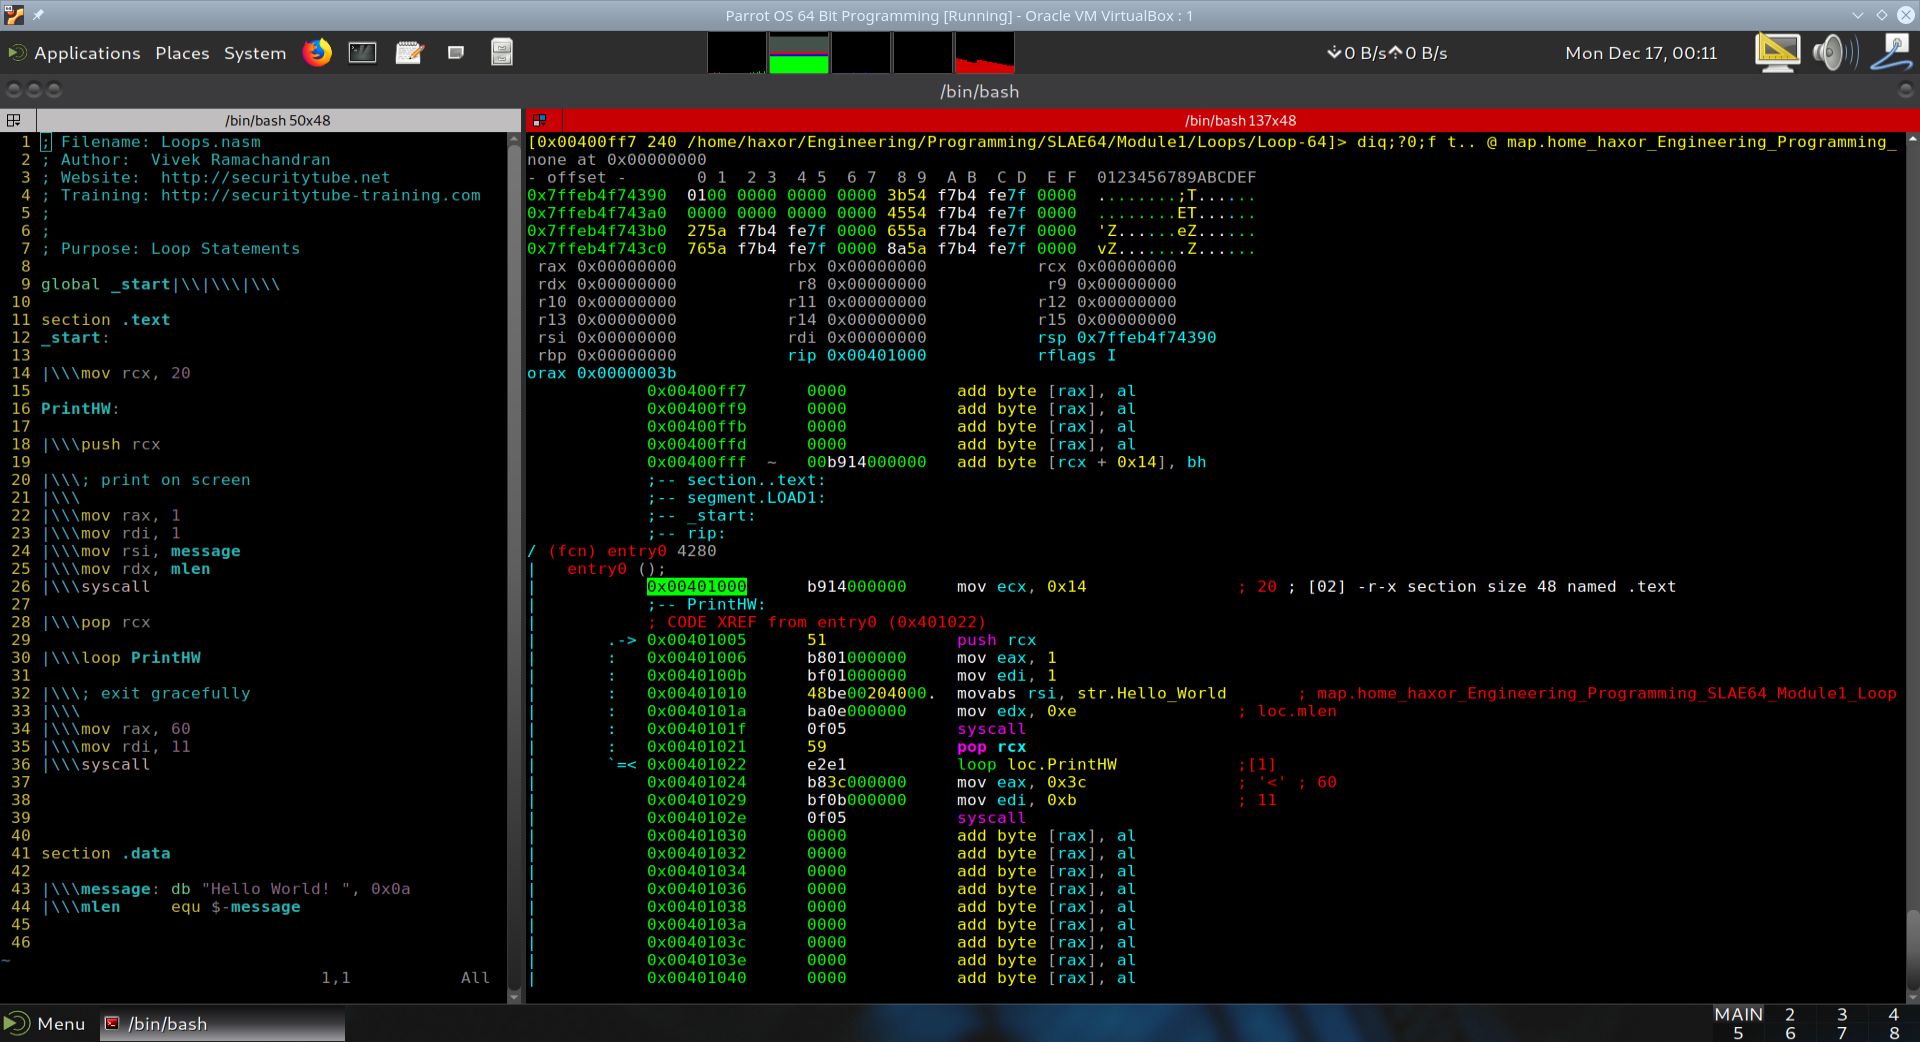 Parrot OS 64 Bit Programming [Running] - Oracle VM VirtualBox : 1
Applications Places System 0 B/s 0 B/s Mon Dec 17, 00:11
/bin/bash
/bin/bash 50x48
1 ; Filename: Loops.nasm
2 ; Author:  Vivek Ramachandran
3 ; Website:  http://securitytube.net
4 ; Training: http://securitytube-training.com
5 ;
6 ;
7 ; Purpose: Loop Statements
8
9 global _start|\\|\\\|\\\
10
11 section .text
12 _start:
13
14 |\\\mov rcx, 20
15
16 PrintHW:
17
18 |\\\push rcx
19
20 |\\\; print on screen
21 |\\\
22 |\\\mov rax, 1
23 |\\\mov rdi, 1
24 |\\\mov rsi, message
25 |\\\mov rdx, mlen
26 |\\\syscall
27
28 |\\\pop rcx
29
30 |\\\loop PrintHW
31
32 |\\\; exit gracefully
33 |\\\
34 |\\\mov rax, 60
35 |\\\mov rdi, 11
36 |\\\syscall
37
38
39
40
41 section .data
42
43 |\\\message: db "Hello World! ", 0x0a
44 |\\\mlen     equ $-message
45
46
~
1,1 All
/bin/bash 137x48
[0x00400ff7 240 /home/haxor/Engineering/Programming/SLAE64/Module1/Loops/Loop-64]> diq;?0;f t.. @ map.home_haxor_Engineering_Programming_
none at 0x00000000
- offset -       0 1  2 3  4 5  6 7  8 9  A B  C D  E F  0123456789ABCDEF
0x7ffeb4f74390  0100 0000 0000 0000 3b54 f7b4 fe7f 0000  ........;T......
0x7ffeb4f743a0  0000 0000 0000 0000 4554 f7b4 fe7f 0000  ........ET......
0x7ffeb4f743b0  275a f7b4 fe7f 0000 655a f7b4 fe7f 0000  'Z......eZ......
0x7ffeb4f743c0  765a f7b4 fe7f 0000 8a5a f7b4 fe7f 0000  vZ.......Z......
rax 0x00000000 rbx 0x00000000 rcx 0x00000000
rdx 0x00000000 r8 0x00000000 r9 0x00000000
r10 0x00000000 r11 0x00000000 r12 0x00000000
r13 0x00000000 r14 0x00000000 r15 0x00000000
rsi 0x00000000 rdi 0x00000000 rsp 0x7ffeb4f74390
rbp 0x00000000 rip 0x00401000 rflags I
orax 0x0000003b
0x00400ff7 0000 add byte [rax], al
0x00400ff9 0000 add byte [rax], al
0x00400ffb 0000 add byte [rax], al
0x00400ffd 0000 add byte [rax], al
0x00400fff ~ 00b914000000 add byte [rcx + 0x14], bh
;-- section..text:
;-- segment.LOAD1:
;-- _start:
;-- rip:
/ (fcn) entry0 4280
| entry0 ();
| 0x00401000 b914000000 mov ecx, 0x14 ; 20 ; [02] -r-x section size 48 named .text
| ;-- PrintHW:
| ; CODE XREF from entry0 (0x401022)
| .-> 0x00401005 51 push rcx
| : 0x00401006 b801000000 mov eax, 1
| : 0x0040100b bf01000000 mov edi, 1
| : 0x00401010 48be00204000. movabs rsi, str.Hello_World ; map.home_haxor_Engineering_Programming_SLAE64_Module1_Loop
| : 0x0040101a ba0e000000 mov edx, 0xe ; loc.mlen
| : 0x0040101f 0f05 syscall
| : 0x00401021 59 pop rcx
| `=< 0x00401022 e2e1 loop loc.PrintHW ;[1]
| 0x00401024 b83c000000 mov eax, 0x3c ; '<' ; 60
| 0x00401029 bf0b000000 mov edi, 0xb ; 11
| 0x0040102e 0f05 syscall
| 0x00401030 0000 add byte [rax], al
| 0x00401032 0000 add byte [rax], al
| 0x00401034 0000 add byte [rax], al
| 0x00401036 0000 add byte [rax], al
| 0x00401038 0000 add byte [rax], al
| 0x0040103a 0000 add byte [rax], al
| 0x0040103c 0000 add byte [rax], al
| 0x0040103e 0000 add byte [rax], al
| 0x00401040 0000 add byte [rax], al
Menu /bin/bash
MAIN 2 3 4
5 6 7 8